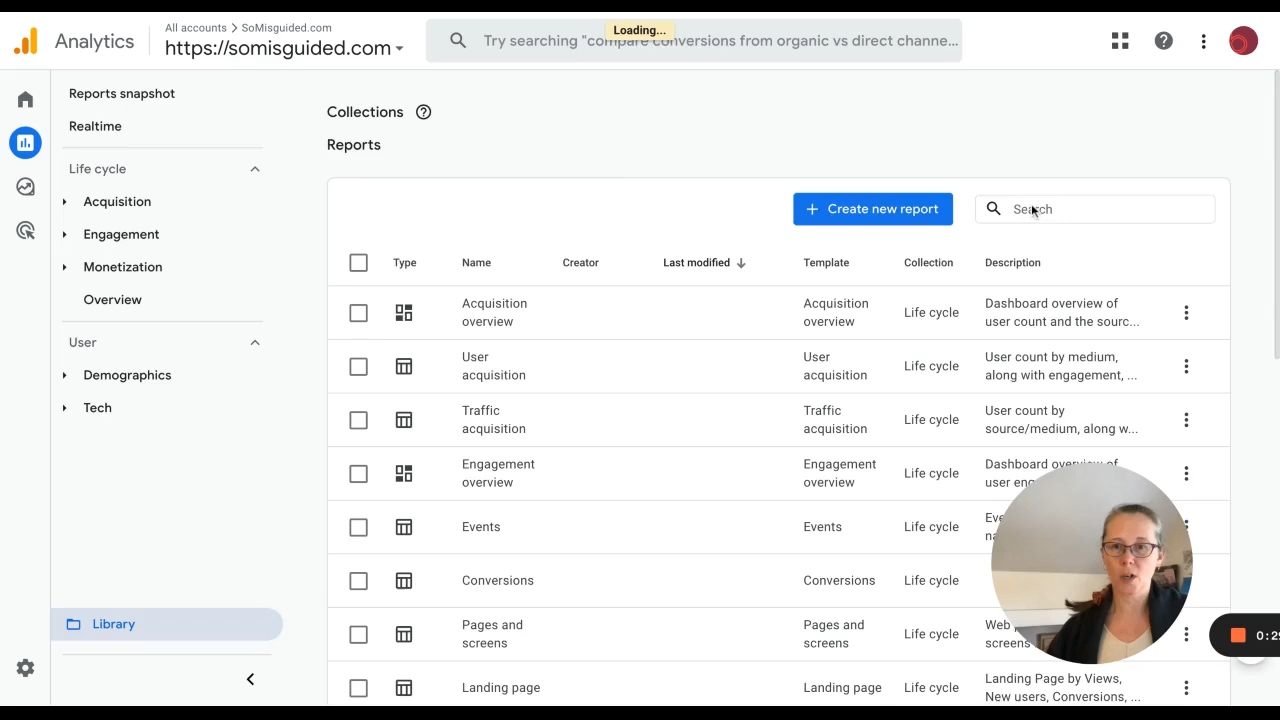 Loading...
Analytics
All accounts > SoMisguided.com
https://somisguided.com
Try searching "compare conversions from organic vs direct channe...
Reports snapshot
Realtime
Life cycle
Acquisition
Engagement
Monetization
Overview
User
Demographics
Tech
Library
Collections
Reports
Create new report
Search
Type Name Creator Last modified Template Collection Description
Acquisition
overview
Acquisition
overview
Life cycle
Dashboard overview of
user count and the sourc...
User
acquisition
User
acquisition
Life cycle
User count by medium,
along with engagement, ...
Traffic
acquisition
Traffic
acquisition
Life cycle
User count by
source/medium, along w...
Engagement
overview
Engagement
overview
Life cycle
Dashboard overview of
user
Events
Events
Life cycle
Conversions
Conversions
Life cycle
Pages and
screens
Pages and
screens
Life cycle
Web
screens
Landing page
Landing page
Life cycle
Landing Page by Views,
New users, Conversions, ...